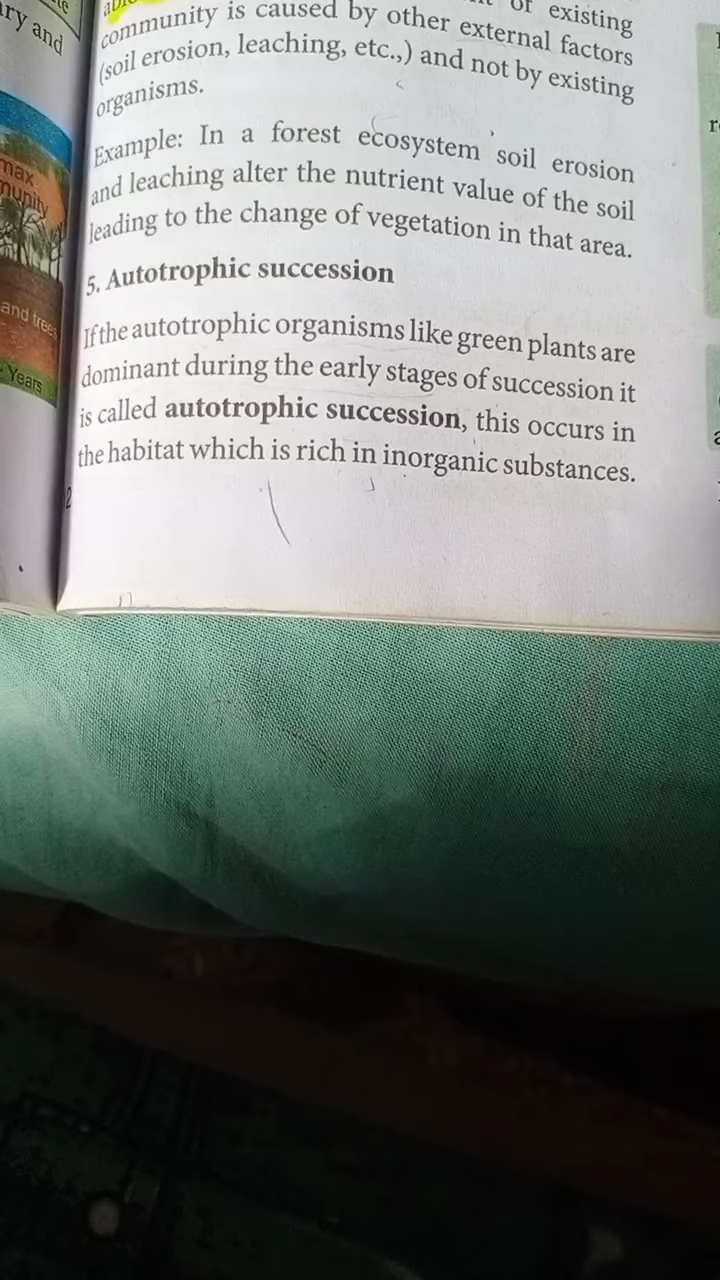 ry and
max
and trees
Years
of existing
community is caused by other external factors
(soil erosion, leaching, etc.,) and not by existing
organisms.
Example: In a forest ecosystem soil erosion
and leaching alter the nutrient value of the soil
leading to the change of vegetation in that area.
5. Autotrophic succession
If the autotrophic organisms like green plants are
dominant during the early stages of succession it
is called autotrophic succession, this occurs in
the habitat which is rich in inorganic substances.